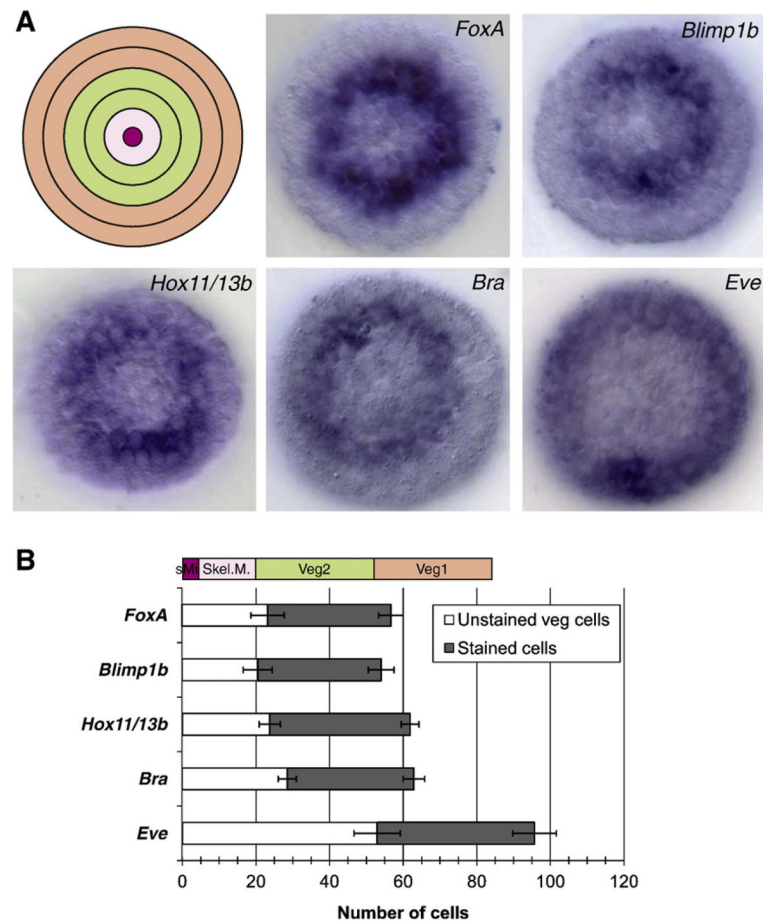 A
FoxA
Blimp1b
Hox11/13b
Bra
Eve
B
sMi
Skel.M.
Veg2
Veg1
FoxA
Blimp1b
Hox11/13b
Bra
Eve
Unstained veg cells
Stained cells
0 20 40 60 80 100 120
Number of cells